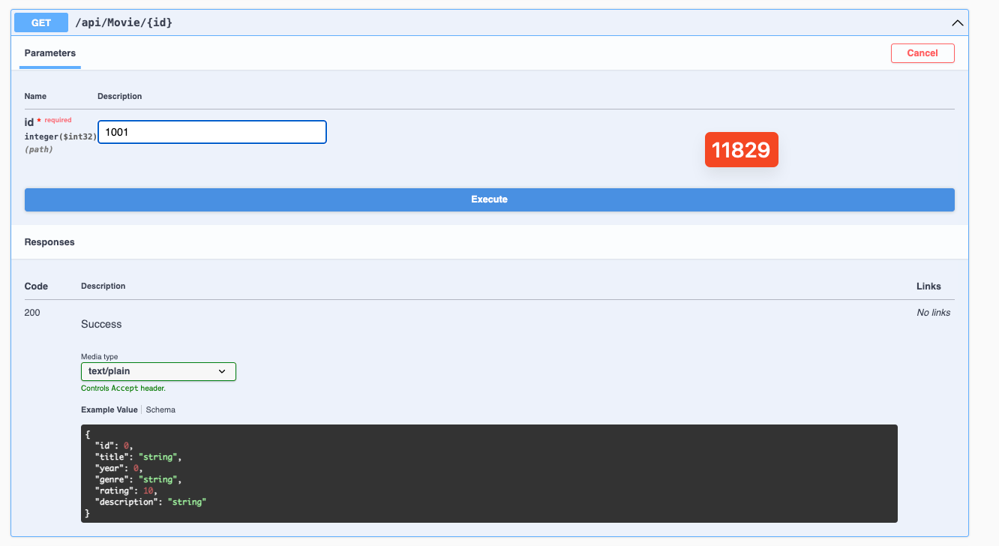 GET /api/Movie/{id}
Parameters
Cancel
Name Description
id * required
integer($int32)
(path)
1001
11829
Execute
Responses
Code Description Links
200
Success
No links
Media type
text/plain
Controls Accept header.
Example Value Schema
{
"id": 0,
"title": "string",
"year": 0,
"genre": "string",
"rating": 10,
"description": "string"
}